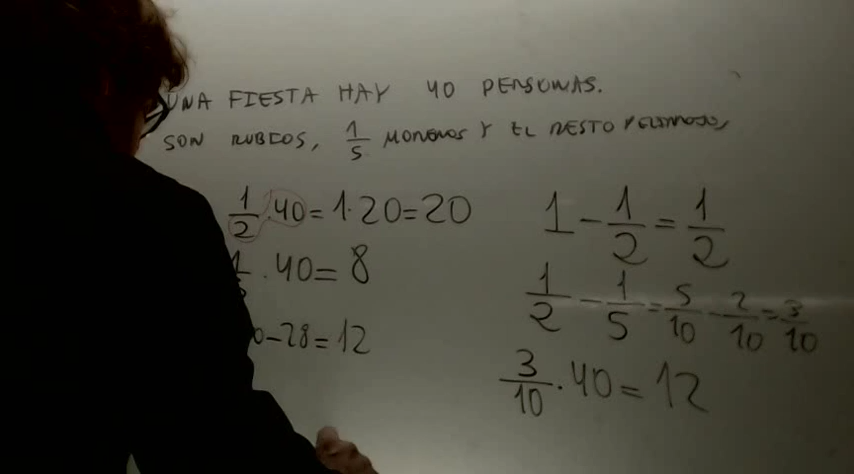 UNA FIESTA HAY 40 PERSONAS.
SON RUBIOS, 1/5 MORENOS Y EL RESTO PELIRROJOS,
1/2 · 40 = 1 · 20 = 20
· 40 = 8
- 28 = 12
1 - 1/2 = 1/2
1/2 - 1/5 = 5/10 - 2/10 = 3/10
3/10 · 40 = 12